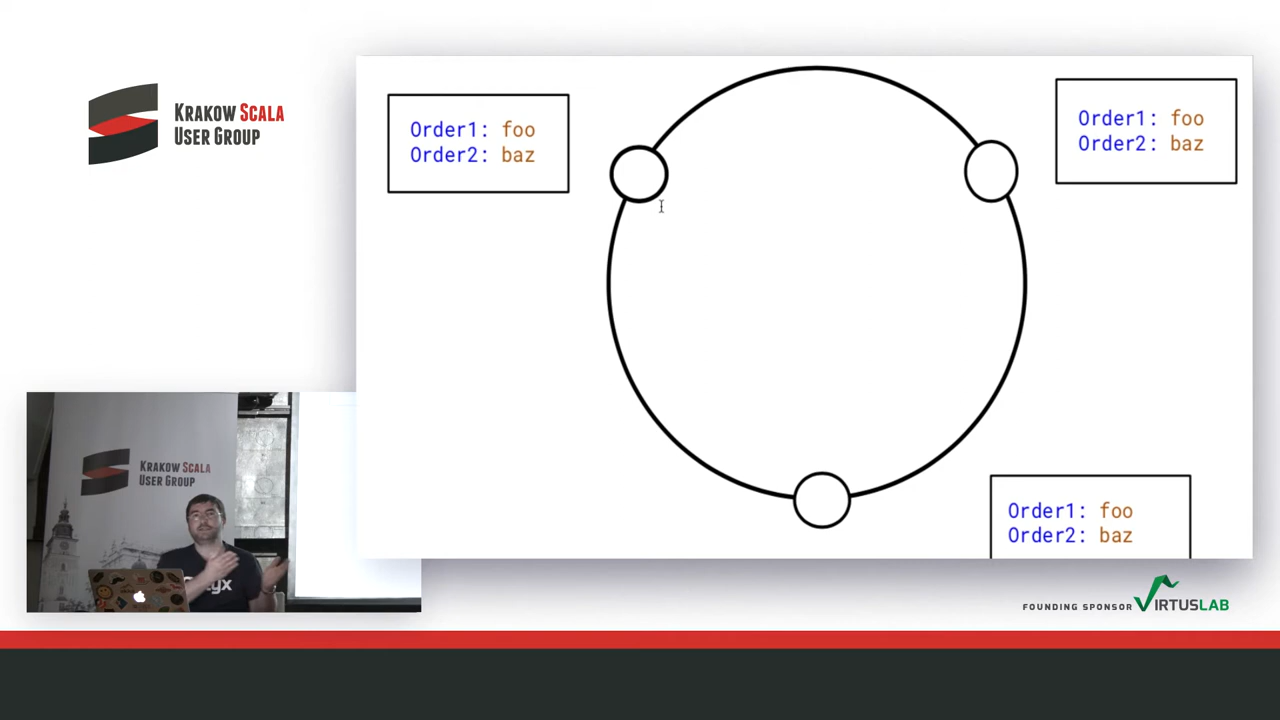 KRAKOW SCALA
USER GROUP
Order1: foo
Order2: baz
Order1: foo
Order2: baz
Order1: foo
Order2: baz
KRAKOW SCALA
USER GROUP
FOUNDING SPONSOR VIRTUSLAB